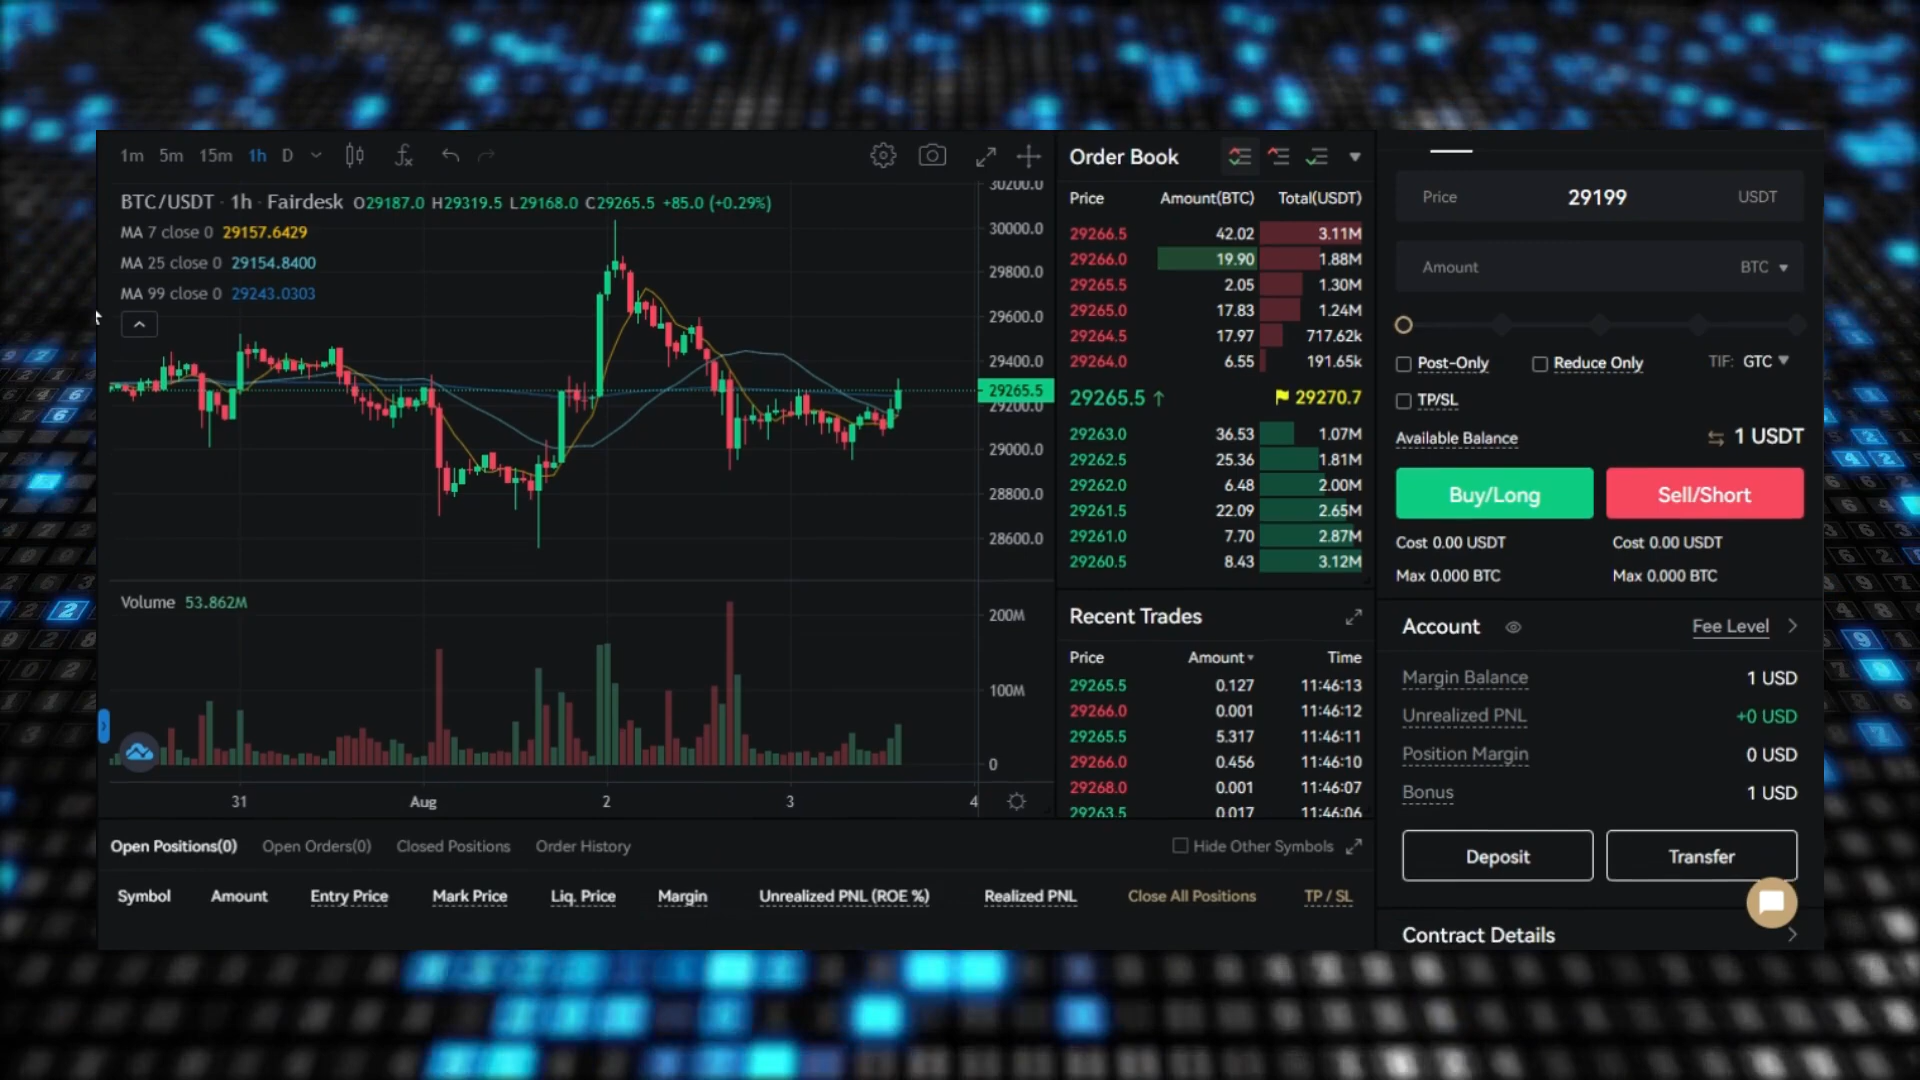 1m 5m 15m 1h D
BTC/USDT · 1h · Fairdesk O29187.0 H29319.5 L29168.0 C29265.5 +85.0 (+0.29%)
MA 7 close 0 29157.6429
MA 25 close 0 29154.8400
MA 99 close 0 29243.0303
30200.0
30000.0
29800.0
29600.0
29400.0
29265.5
29200.0
29000.0
28800.0
28600.0
Volume 53.862M
200M
100M
0
31 Aug 2 3 4
Order Book
Price Amount(BTC) Total(USDT)
29266.5 42.02 3.11M
29266.0 19.90 1.88M
29265.5 2.05 1.30M
29265.0 17.83 1.24M
29264.5 17.97 717.62k
29264.0 6.55 191.65k
29265.5 ↑ 29270.7
29263.0 36.53 1.07M
29262.5 25.36 1.81M
29262.0 6.48 2.00M
29261.5 22.09 2.65M
29261.0 7.70 2.87M
29260.5 8.43 3.12M
Recent Trades
Price Amount Time
29265.5 0.127 11:46:13
29266.0 0.001 11:46:12
29265.5 5.317 11:46:11
29266.0 0.456 11:46:10
29268.0 0.001 11:46:07
29263.5 0.017 11:46:06
Price 29199 USDT
Amount BTC
Post-Only Reduce Only TIF: GTC
TP/SL
Available Balance 1 USDT
Buy/Long Sell/Short
Cost 0.00 USDT Cost 0.00 USDT
Max 0.000 BTC Max 0.000 BTC
Account Fee Level
Margin Balance 1 USD
Unrealized PNL +0 USD
Position Margin 0 USD
Bonus 1 USD
Deposit Transfer
Contract Details
Open Positions(0) Open Orders(0) Closed Positions Order History Hide Other Symbols
Symbol Amount Entry Price Mark Price Liq. Price Margin Unrealized PNL (ROE %) Realized PNL Close All Positions TP / SL